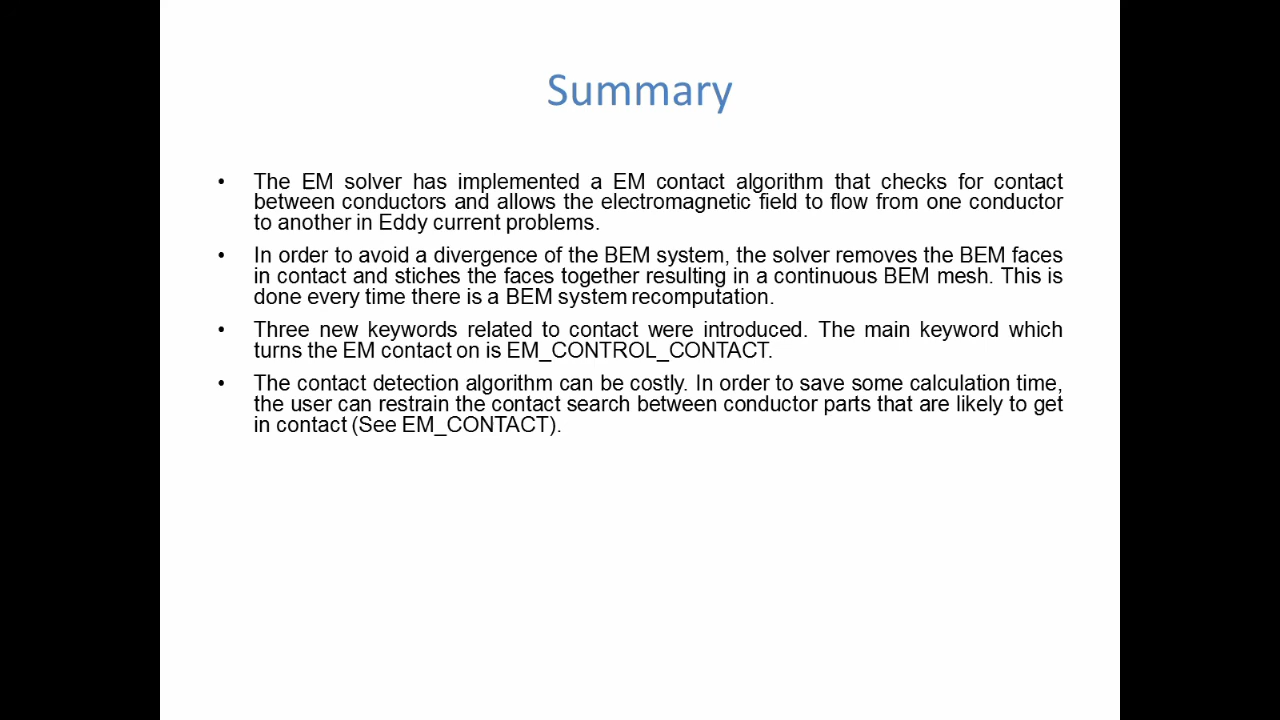 Summary
• The EM solver has implemented a EM contact algorithm that checks for contact
between conductors and allows the electromagnetic field to flow from one conductor
to another in Eddy current problems.
• In order to avoid a divergence of the BEM system, the solver removes the BEM faces
in contact and stiches the faces together resulting in a continuous BEM mesh. This is
done every time there is a BEM system recomputation.
• Three new keywords related to contact were introduced. The main keyword which
turns the EM contact on is EM_CONTROL_CONTACT.
• The contact detection algorithm can be costly. In order to save some calculation time,
the user can restrain the contact search between conductor parts that are likely to get
in contact (See EM_CONTACT).